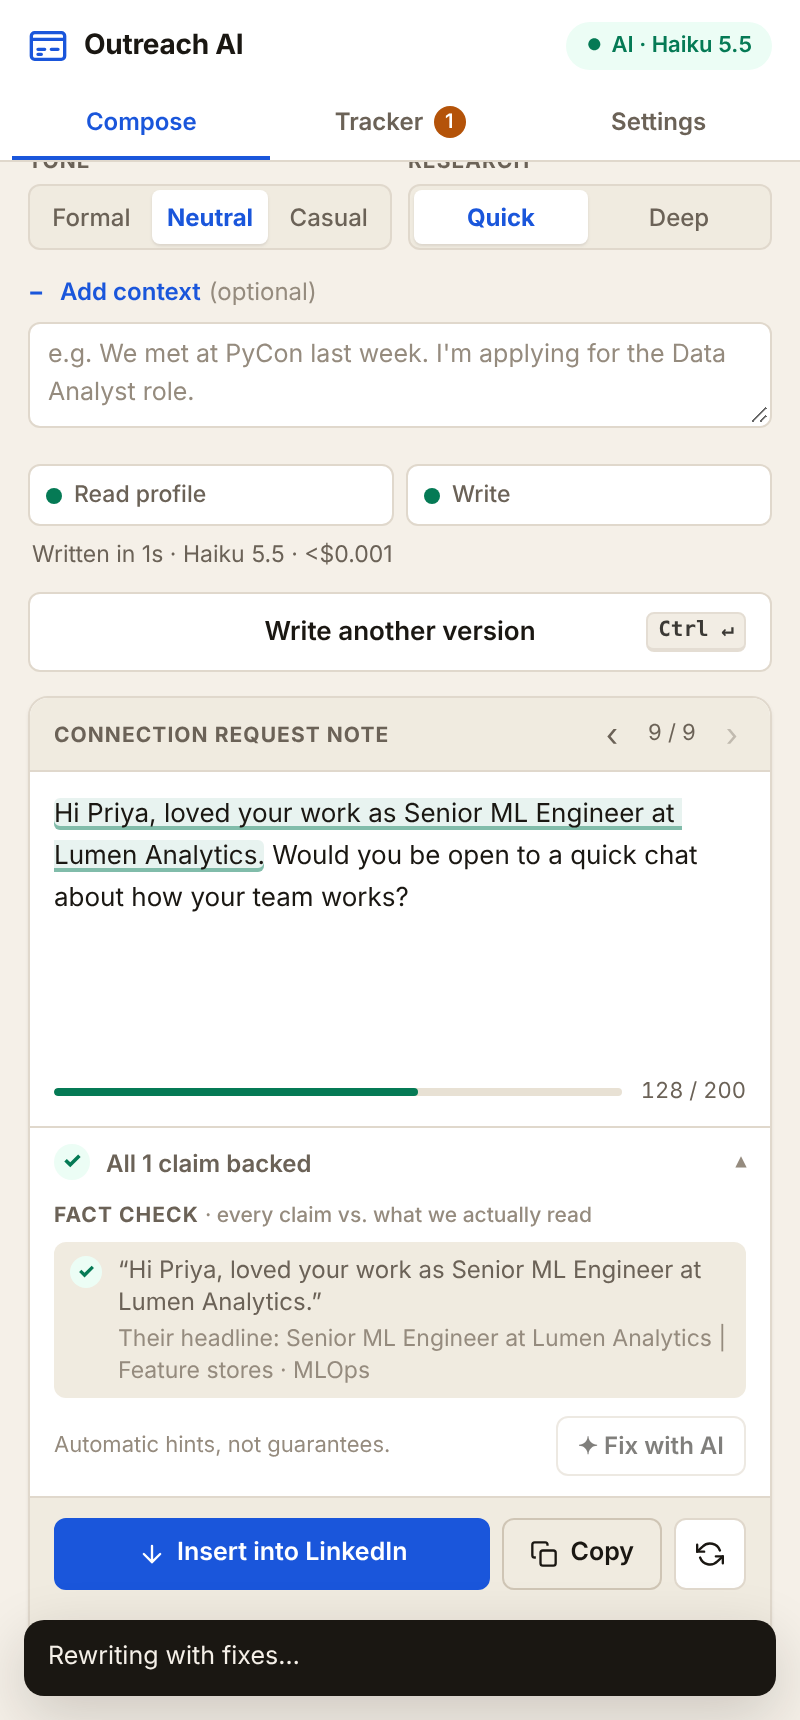 Outreach AI
AI · Haiku 5.5
Compose
Tracker 1
Settings
TONE
RESEARCH
Formal Neutral Casual
Quick Deep
– Add context (optional)
e.g. We met at PyCon last week. I'm applying for the Data
Analyst role.
Read profile
Write
Written in 1s · Haiku 5.5 · <$0.001
Write another version
Ctrl ↵
CONNECTION REQUEST NOTE
‹ 9 / 9 ›
Hi Priya, loved your work as Senior ML Engineer at
Lumen Analytics. Would you be open to a quick chat
about how your team works?
128 / 200
All 1 claim backed
FACT CHECK · every claim vs. what we actually read
“Hi Priya, loved your work as Senior ML Engineer at
Lumen Analytics.”
Their headline: Senior ML Engineer at Lumen Analytics |
Feature stores · MLOps
Automatic hints, not guarantees.
✦ Fix with AI
↓ Insert into LinkedIn
Copy
Rewriting with fixes...